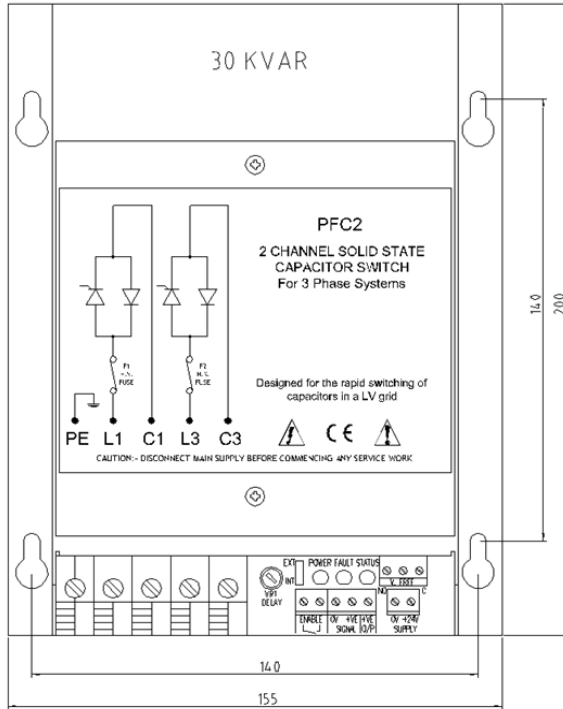 30 KVAR
PFC2
2 CHANNEL SOLID STATE
CAPACITOR SWITCH
For 3 Phase Systems
F1
H.S.
FUSE
F2
H.S.
FUSE
Designed for the rapid switching of
capacitors in a LV grid
PE L1 C1 L3 C3
CE
CAUTION:- DISCONNECT MAIN SUPPLY BEFORE COMMENCING ANY SERVICE WORK
EXT
INT
POWER FAULT STATUS
V. FREE
NO C
VR1
DELAY
ENABLE
0V +VE
SIGNAL
+VE
O/P
0V +24V
SUPPLY
140
200
140
155